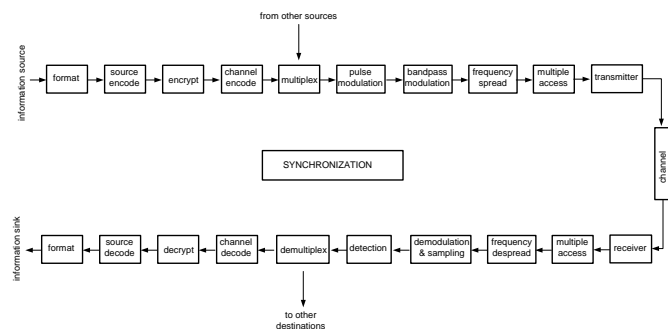 from other sources
information source
format
source
encode
encrypt
channel
encode
multiplex
pulse
modulation
bandpass
modulation
frequency
spread
multiple
access
transmitter
channel
SYNCHRONIZATION
information sink
format
source
decode
decrypt
channel
decode
demultiplex
detection
demodulation
& sampling
frequency
despread
multiple
access
receiver
to other
destinations